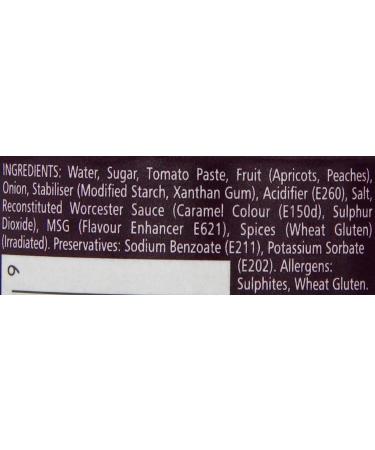 INGREDIENTS: Water, Sugar, Tomato Paste, Fruit (Apricots, Peaches),
Onion, Stabiliser (Modified Starch, Xanthan Gum), Acidifier (E260), Salt,
Reconstituted Worcester Sauce (Caramel Colour (E150d), Sulphur
Dioxide), MSG (Flavour Enhancer E621), Spices (Wheat Gluten)
(Irradiated). Preservatives: Sodium Benzoate (E211), Potassium Sorbate
(E202). Allergens:
Sulphites, Wheat Gluten.
6